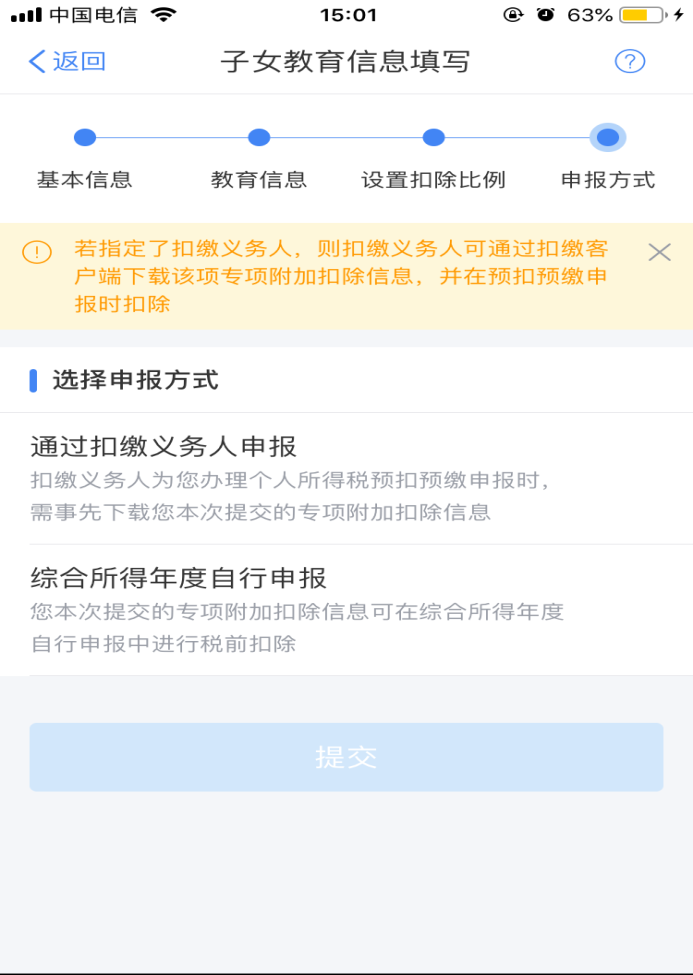 中国电信 15:01 63%
返回 子女教育信息填写 ?
基本信息 教育信息 设置扣除比例 申报方式
若指定了扣缴义务人，则扣缴义务人可通过扣缴客
户端下载该项专项附加扣除信息，并在预扣预缴申
报时扣除
选择申报方式
通过扣缴义务人申报
扣缴义务人为您办理个人所得税预扣预缴申报时，
需事先下载您本次提交的专项附加扣除信息
综合所得年度自行申报
您本次提交的专项附加扣除信息可在综合所得年度
自行申报中进行税前扣除
提交